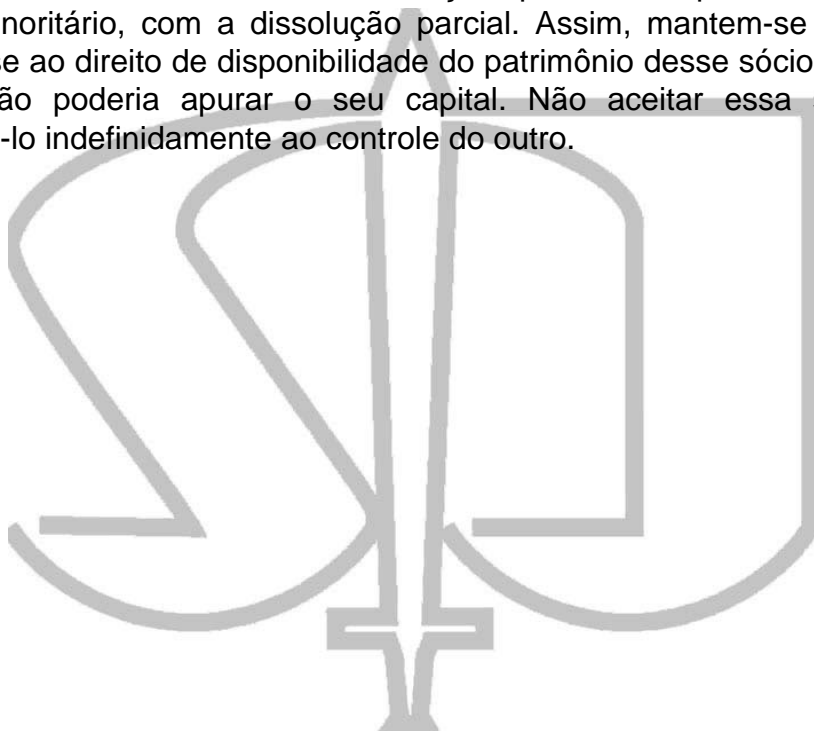 noritário, com a dissolução parcial. Assim, mantem-se
se ao direito de disponibilidade do patrimônio desse sócio
ão poderia apurar o seu capital. Não aceitar essa
-lo indefinidamente ao controle do outro.